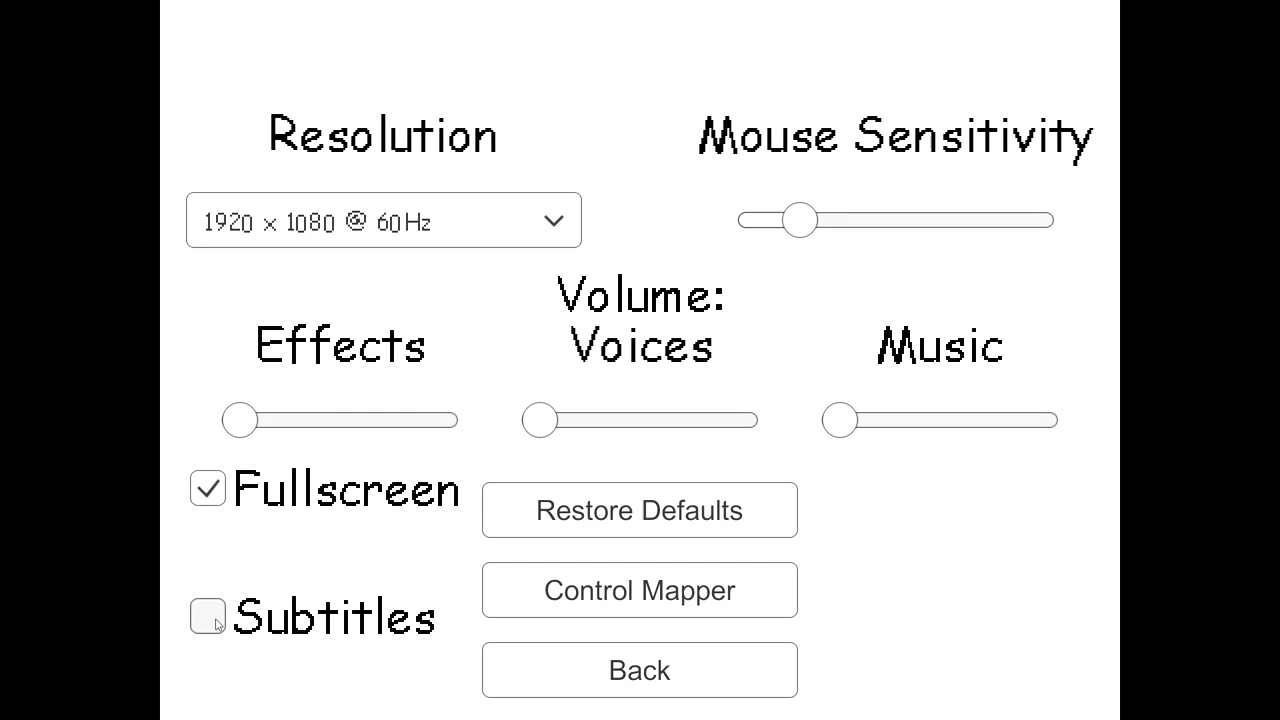 Resolution
Mouse Sensitivity
1920 x 1080 @ 60Hz
Volume:
Effects
Voices
Music
Fullscreen
Restore Defaults
Control Mapper
Subtitles
Back